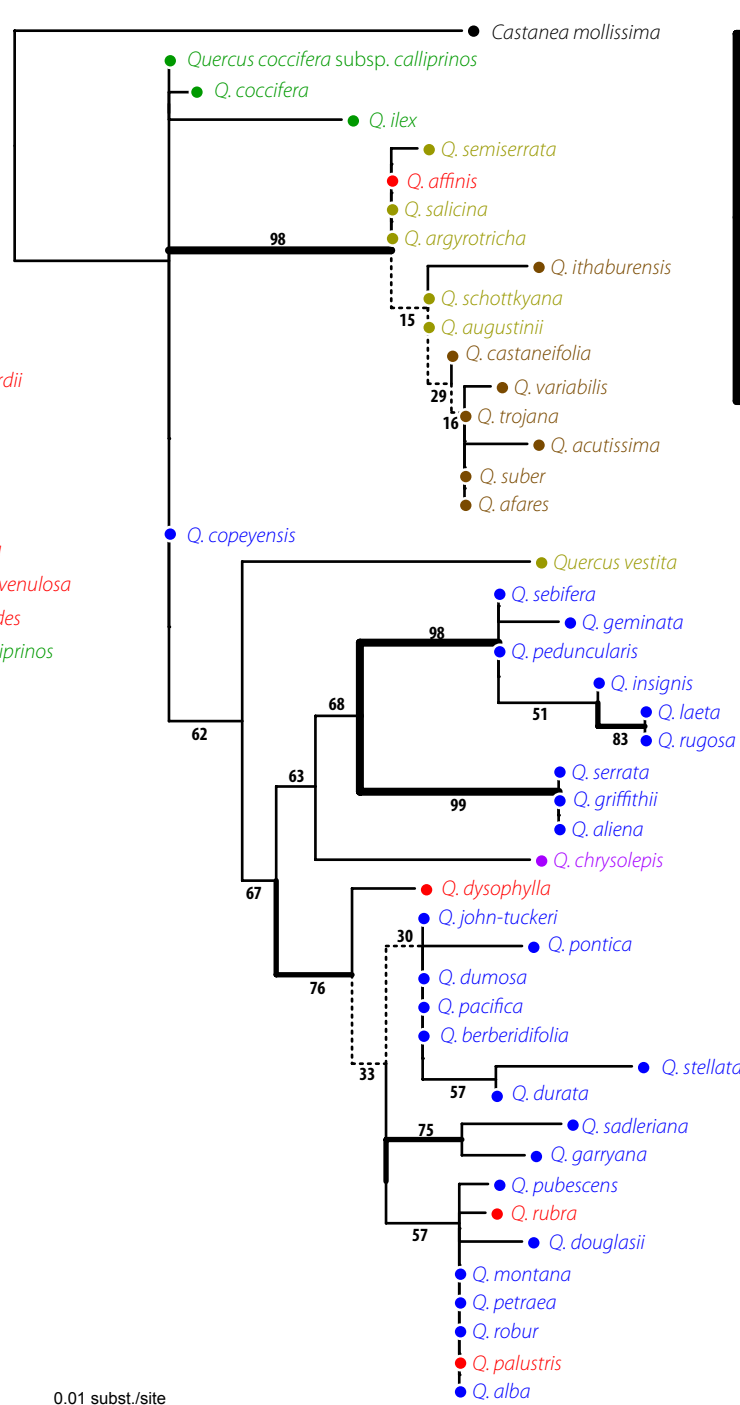 Castanea mollissima
Quercus coccifera subsp. calliprinos
Q. coccifera
Q. ilex
Q. semiserrata
Q. affinis
Q. salicina
98
Q. argyrotricha
Q. ithaburensis
Q. schottkyana
15
Q. augustinii
Q. castaneifolia
rdii
Q. variabilis
29
16
Q. trojana
Q. acutissima
Q. suber
Q. afares
Q. copeyensis
Quercus vestita
venulosa
Q. sebifera
des
Q. geminata
98
iprinos
Q. peduncularis
Q. insignis
68
51
Q. laeta
62
83
Q. rugosa
Q. serrata
63
99
Q. griffithii
Q. aliena
Q. chrysolepis
67
Q. dysophylla
Q. john-tuckeri
30
Q. pontica
Q. dumosa
76
Q. pacifica
Q. berberidifolia
33
Q. stellata
57
Q. durata
75
Q. sadleriana
Q. garryana
Q. pubescens
Q. rubra
57
Q. douglasii
Q. montana
Q. petraea
Q. robur
Q. palustris
Q. alba
0.01 subst./site